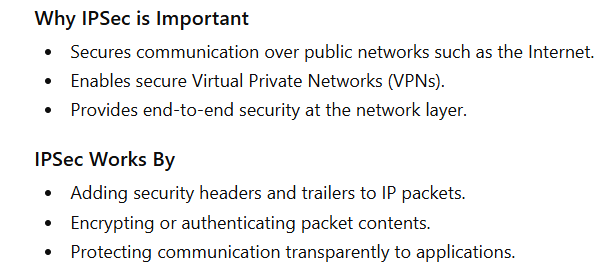 Why IPSec is Important
• Secures communication over public networks such as the Internet.
• Enables secure Virtual Private Networks (VPNs).
• Provides end-to-end security at the network layer.
IPSec Works By
• Adding security headers and trailers to IP packets.
• Encrypting or authenticating packet contents.
• Protecting communication transparently to applications.